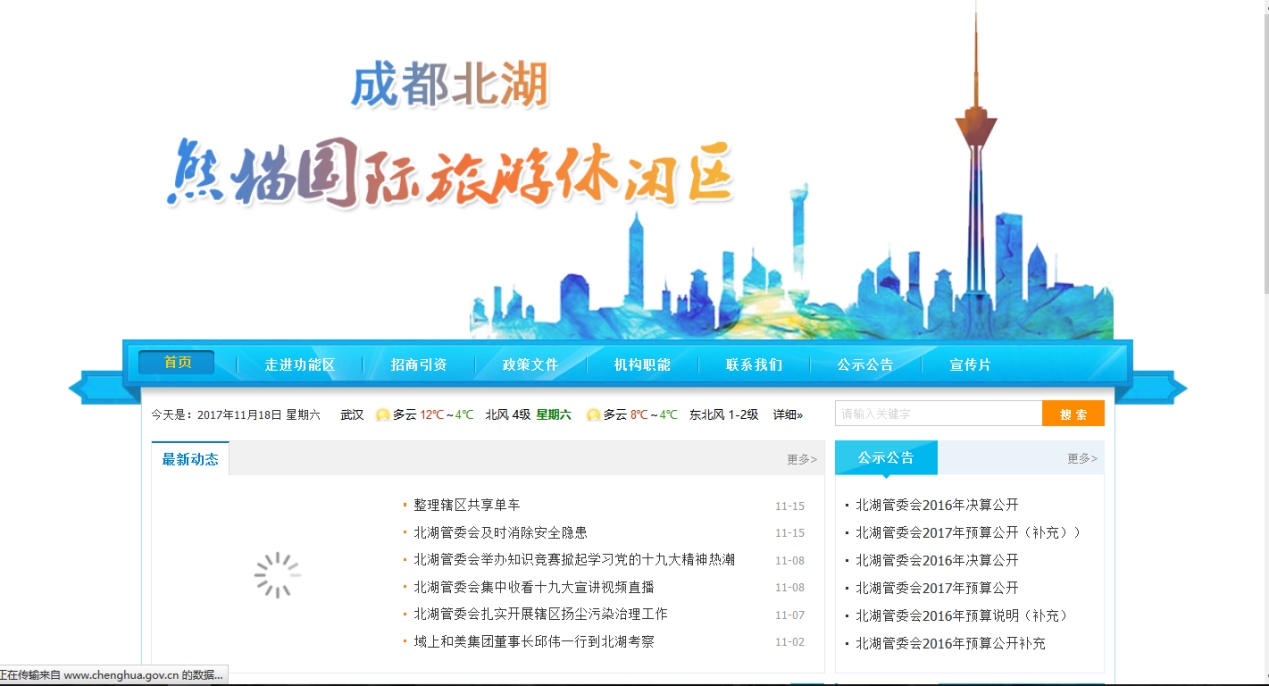 成都北湖
熊猫国际旅游休闲区
首页 走进功能区 招商引资 政策文件 机构职能 联系我们 公示公告 宣传片
今天是：2017年11月18日 星期六 武汉 多云 12℃～4℃ 北风 4级 星期六 多云 8℃～4℃ 东北风 1-2级 详细» 请输入关键字 搜 索
最新动态 更多>
整理辖区共享单车 11-15
北湖管委会及时消除安全隐患 11-15
北湖管委会举办知识竞赛掀起学习党的十九大精神热潮 11-08
北湖管委会集中收看十九大宣讲视频直播 11-08
北湖管委会扎实开展辖区扬尘污染治理工作 11-07
域上和美集团董事长邱伟一行到北湖考察 11-02
公示公告 更多>
北湖管委会2016年决算公开
北湖管委会2017年预算公开（补充））
北湖管委会2016年决算公开
北湖管委会2017年预算公开
北湖管委会2016年预算说明（补充）
北湖管委会2016年预算公开补充
正在传输来自 www.chenghua.gov.cn 的数据...